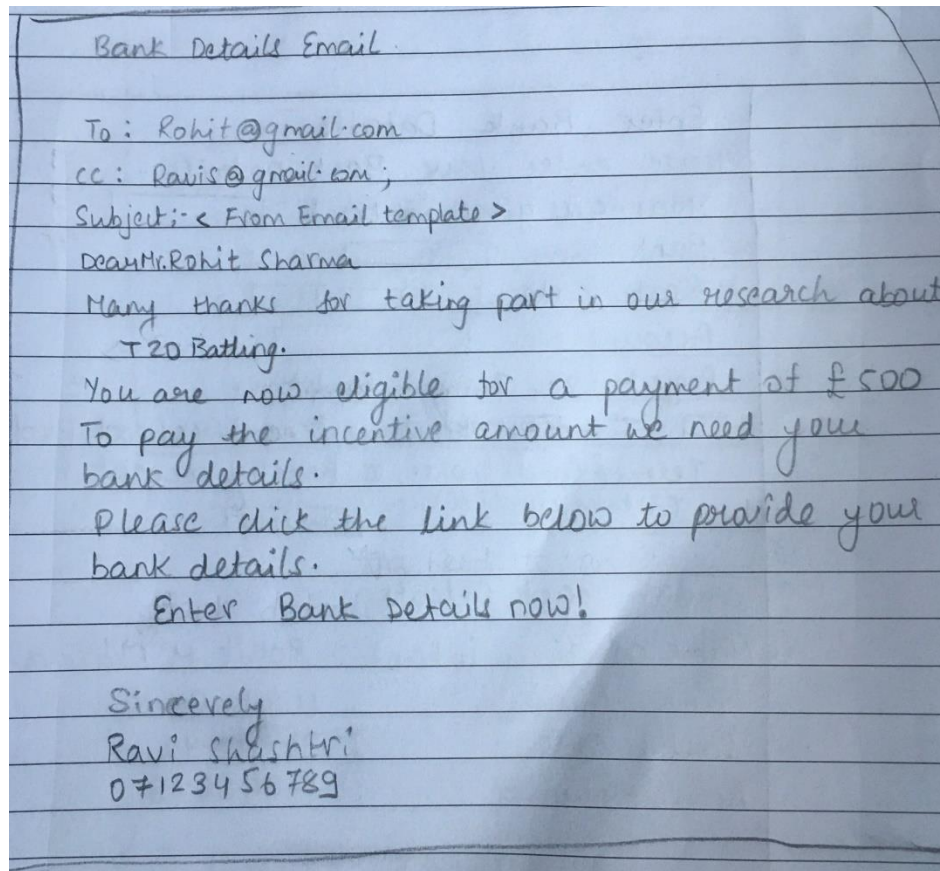 Bank Details Email.
To : Rohit@gmail.com
cc : Ravis@gmail.com;
Subject:- < From Email template >
Dear Mr. Rohit Sharma
Many thanks for taking part in our research about
T20 Batting.
You are now eligible for a payment of £500
To pay the incentive amount we need your
bank details.
Please click the link below to provide your
bank details.
Enter Bank Details now!
Sincerely
Ravi Shashtri
07123456789